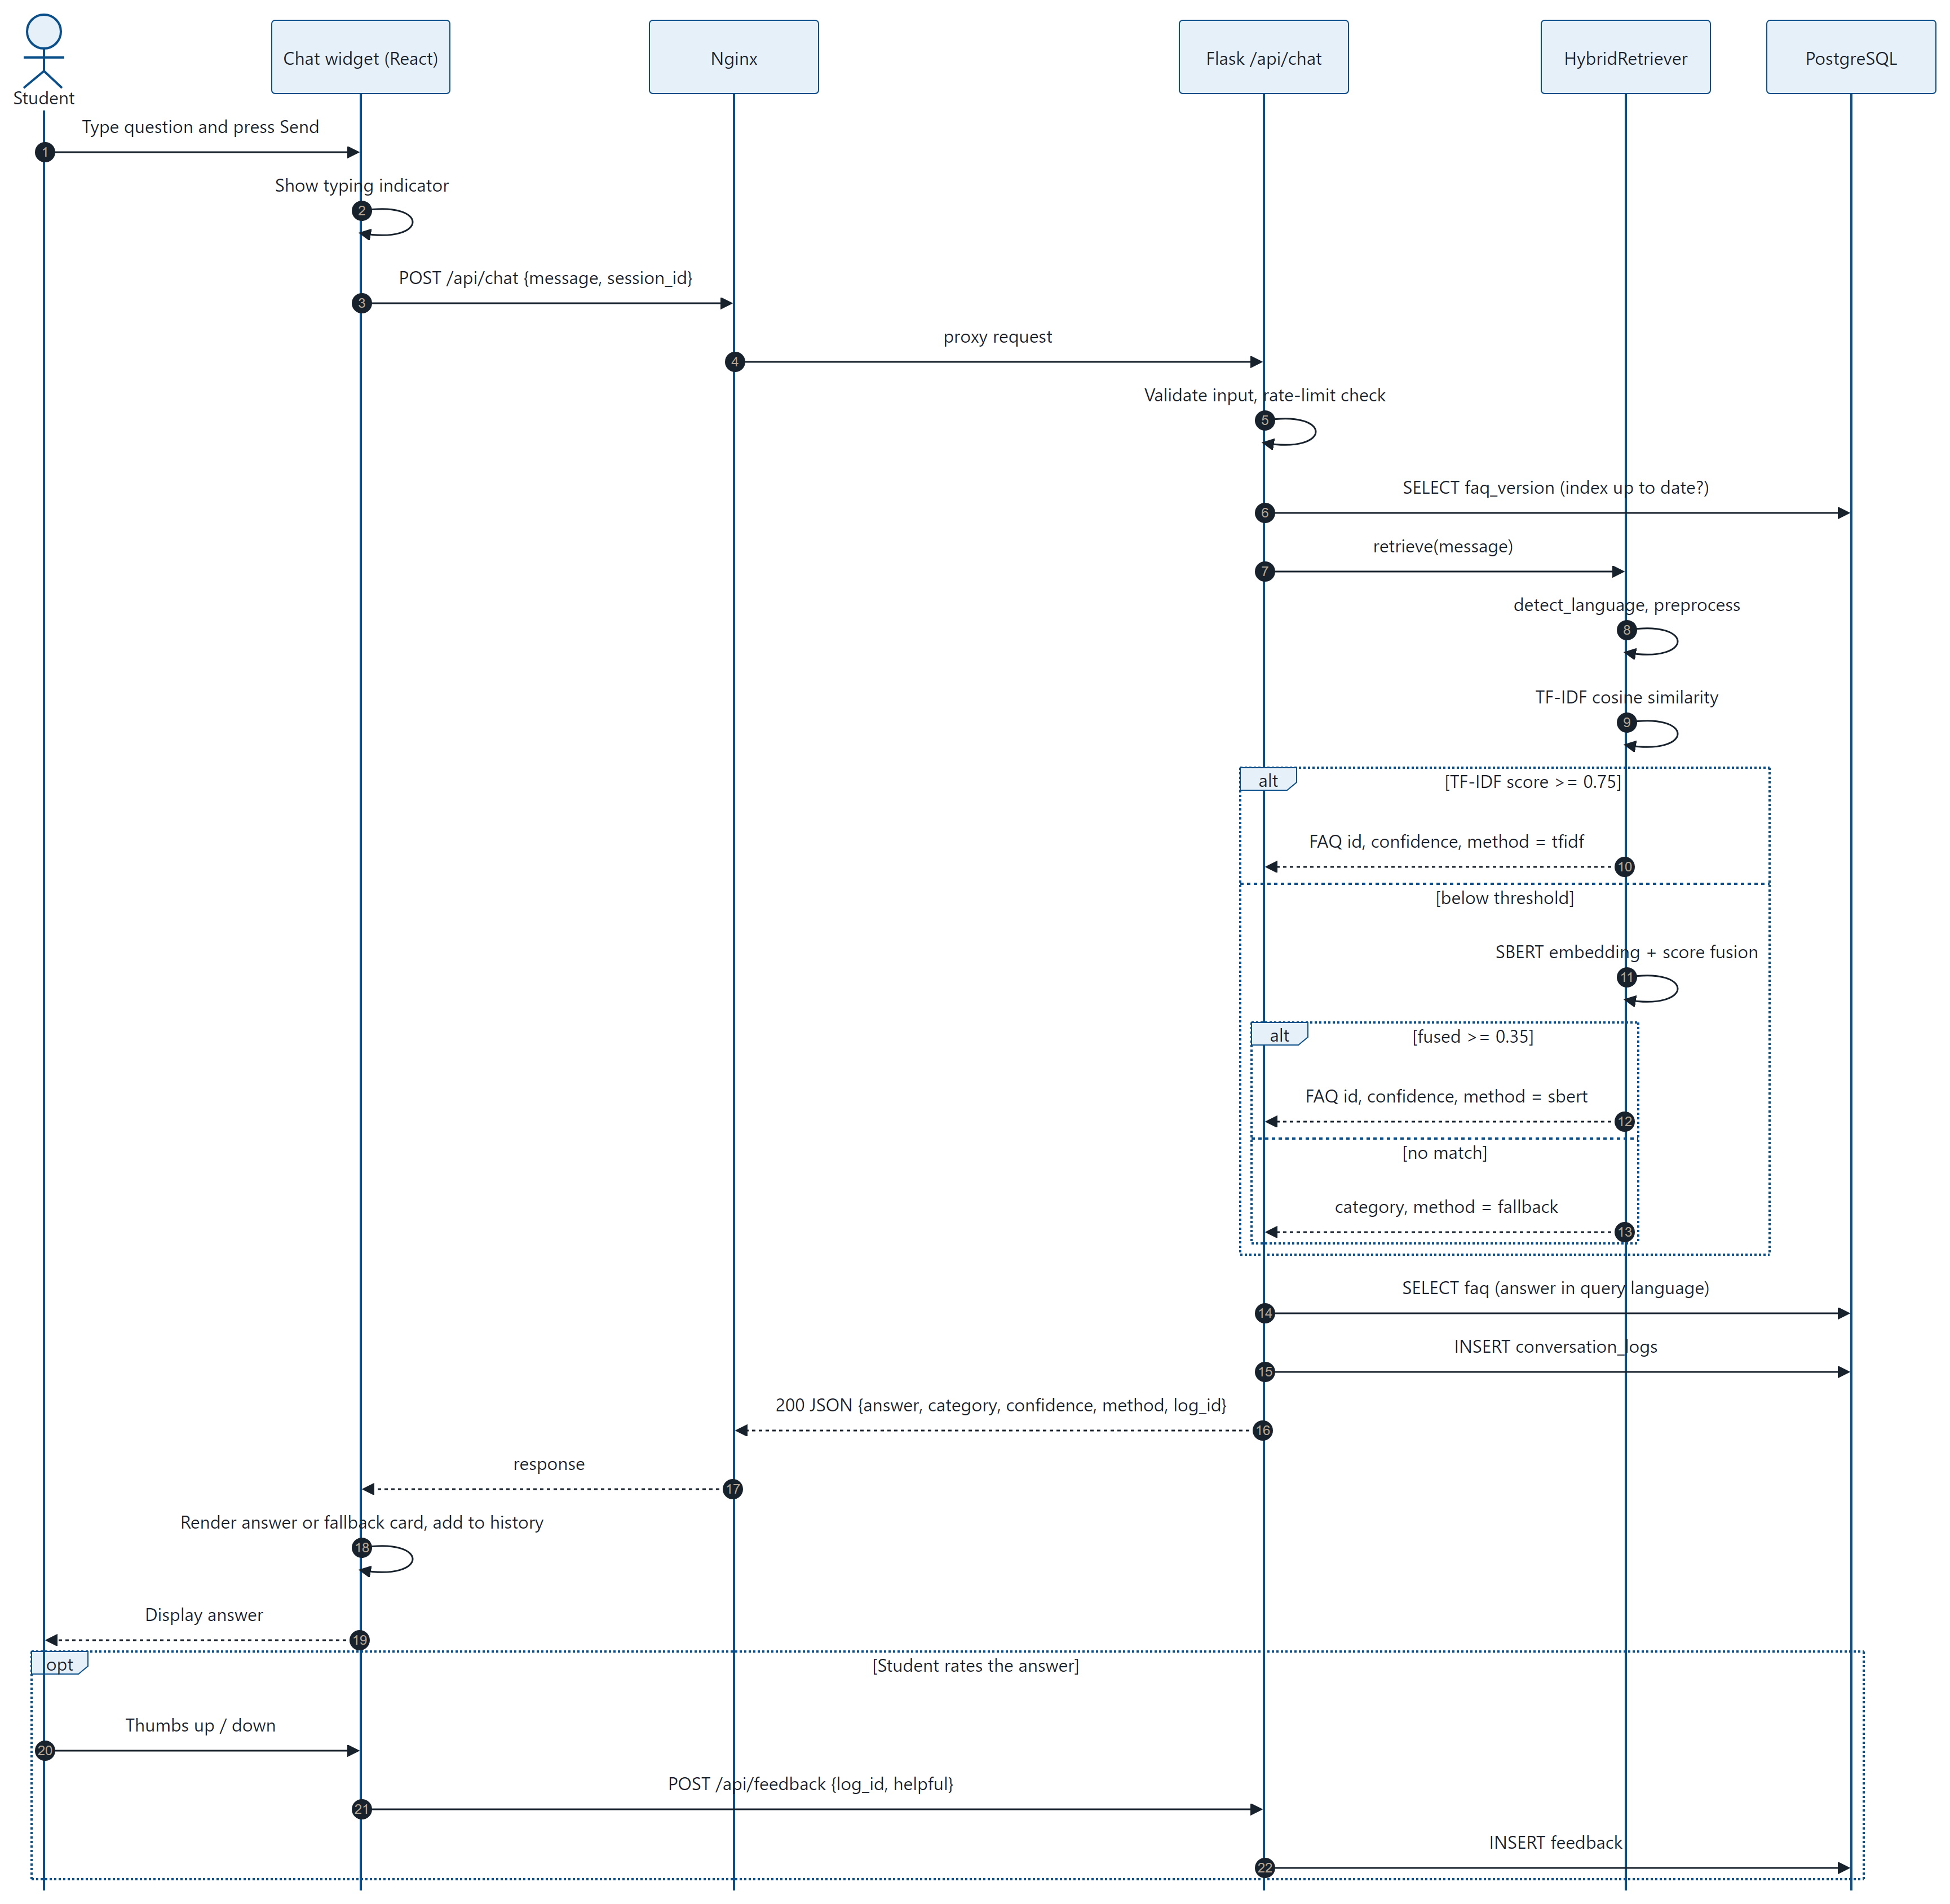 Student
Chat widget (React)
Nginx
Flask /api/chat
HybridRetriever
PostgreSQL
Type question and press Send
1
Show typing indicator
2
POST /api/chat {message, session_id}
3
proxy request
4
Validate input, rate-limit check
5
SELECT faq_version (index up to date?)
6
retrieve(message)
7
detect_language, preprocess
8
TF-IDF cosine similarity
9
alt
[TF-IDF score >= 0.75]
FAQ id, confidence, method = tfidf
10
[below threshold]
SBERT embedding + score fusion
11
alt
[fused >= 0.35]
FAQ id, confidence, method = sbert
12
[no match]
category, method = fallback
13
SELECT faq (answer in query language)
14
INSERT conversation_logs
15
200 JSON {answer, category, confidence, method, log_id}
16
response
17
Render answer or fallback card, add to history
18
Display answer
19
opt
[Student rates the answer]
Thumbs up / down
20
POST /api/feedback {log_id, helpful}
21
INSERT feedback
22